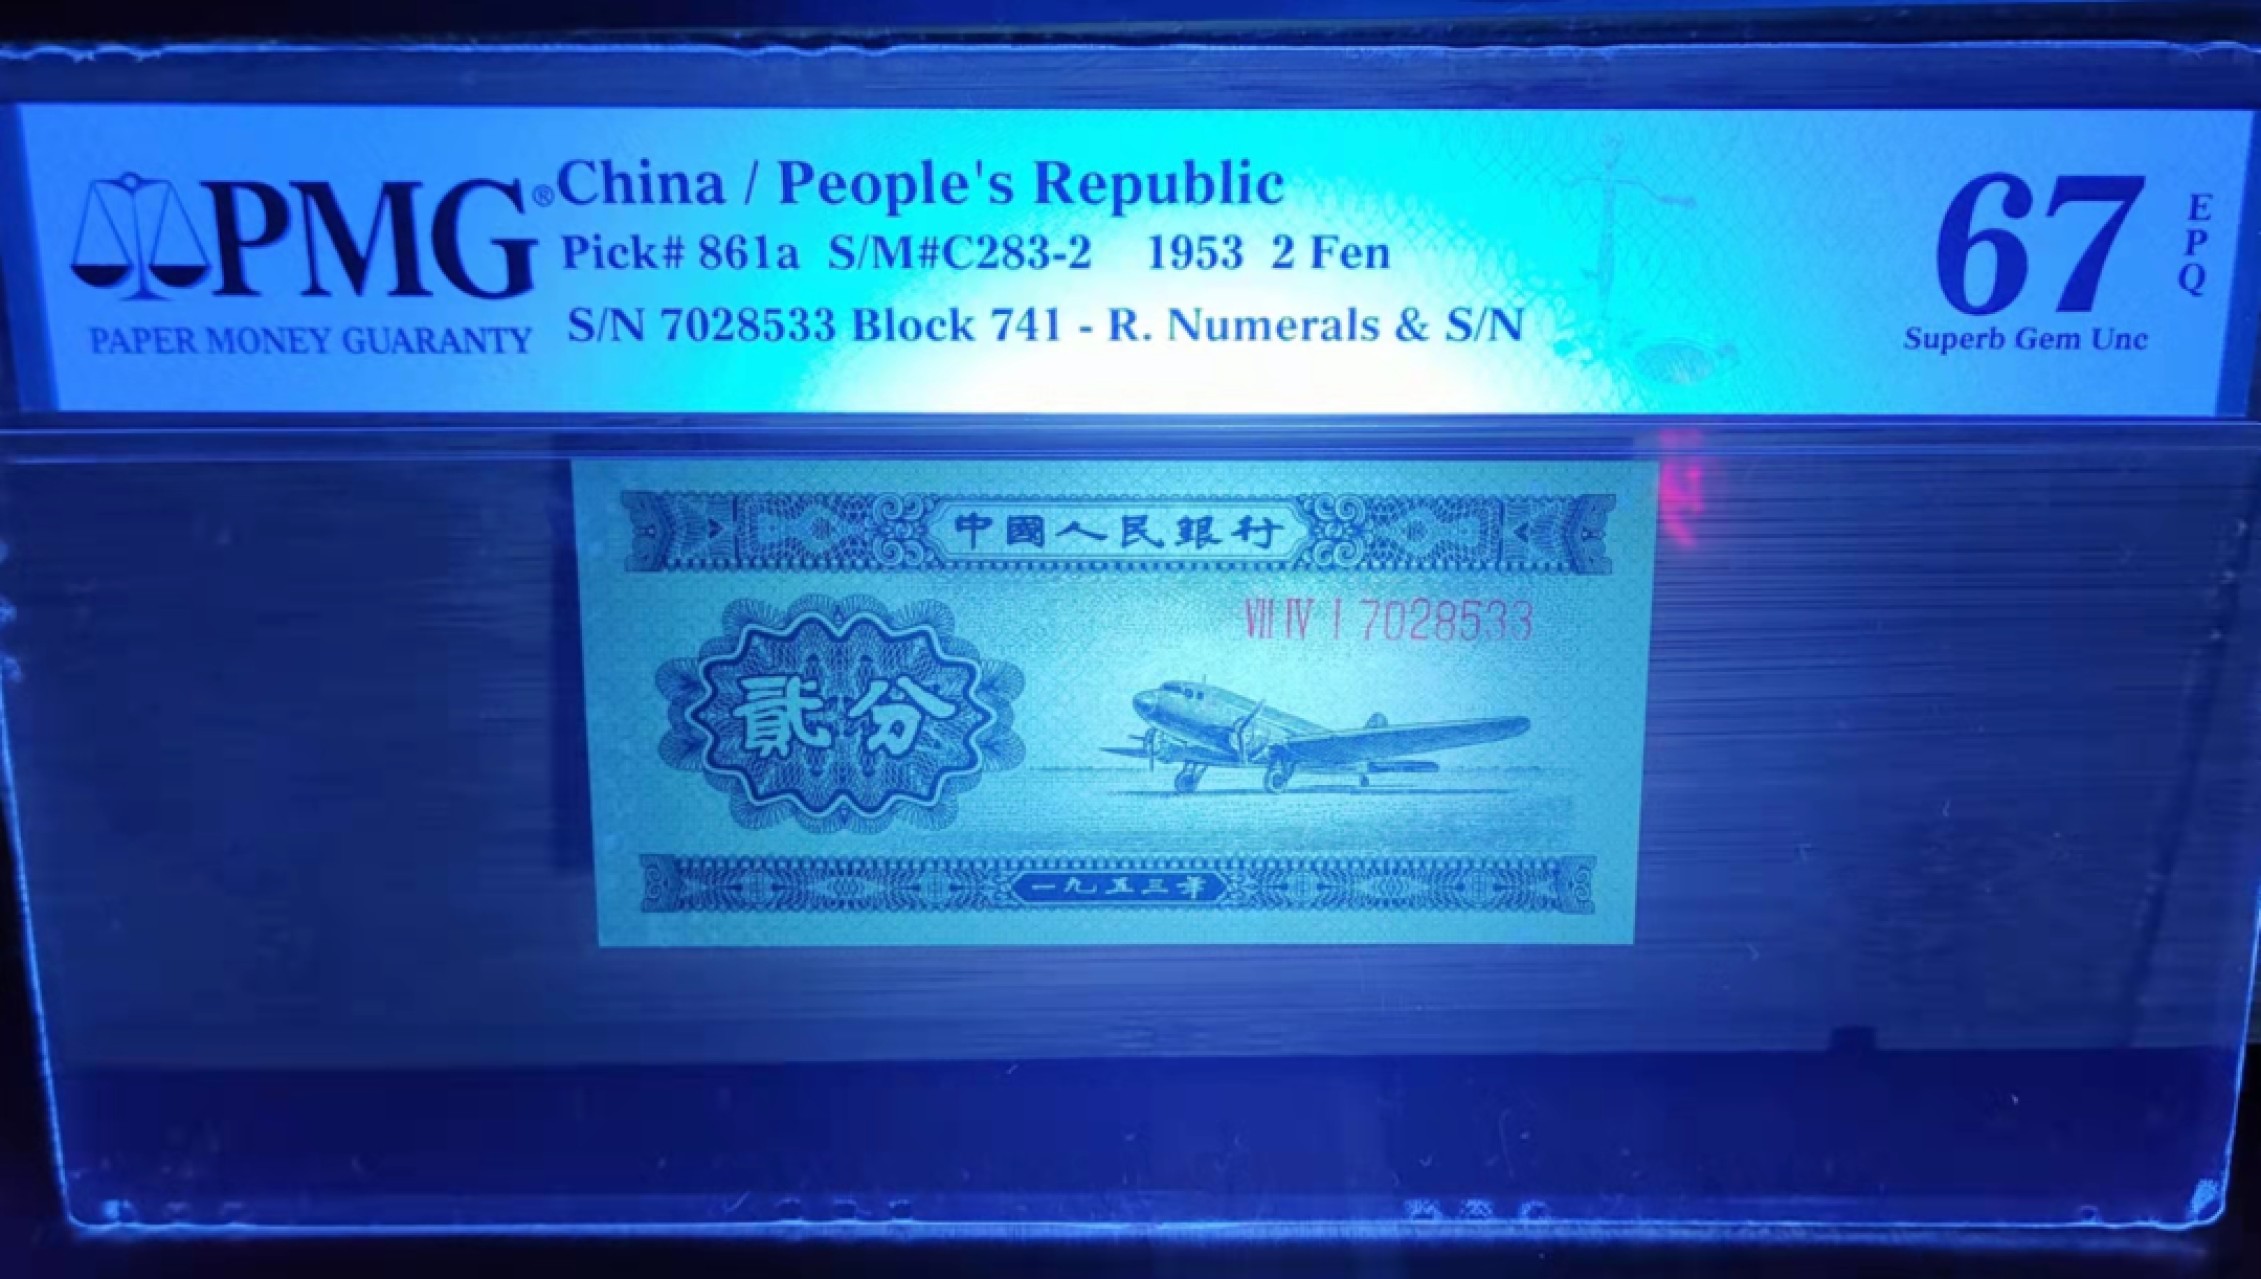 PMG®
PAPER MONEY GUARANTY
China / People's Republic
Pick# 861a S/M#C283-2 1953 2 Fen
S/N 7028533 Block 741 - R. Numerals & S/N
67
EPQ
Superb Gem Unc
中國人民銀行
VII IV I 7028533
貳分
一九五三年